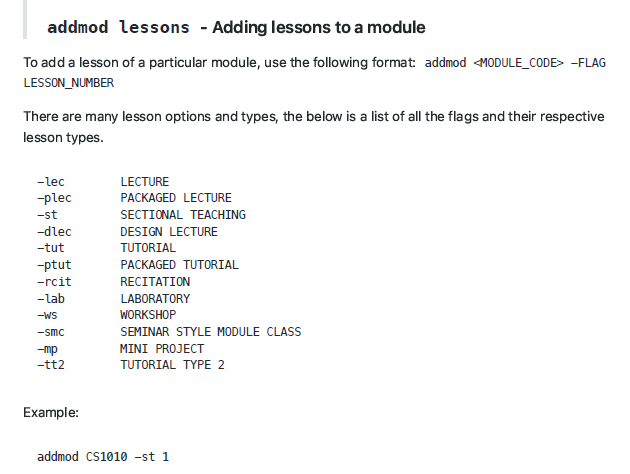 addmod lessons - Adding lessons to a module
To add a lesson of a particular module, use the following format: addmod <MODULE_CODE> –FLAG
LESSON_NUMBER
There are many lesson options and types, the below is a list of all the flags and their respective
lesson types.
–lec LECTURE
–plec PACKAGED LECTURE
–st SECTIONAL TEACHING
–dlec DESIGN LECTURE
–tut TUTORIAL
–ptut PACKAGED TUTORIAL
–rcit RECITATION
–lab LABORATORY
–ws WORKSHOP
–smc SEMINAR STYLE MODULE CLASS
–mp MINI PROJECT
–tt2 TUTORIAL TYPE 2
Example:
addmod CS1010 –st 1